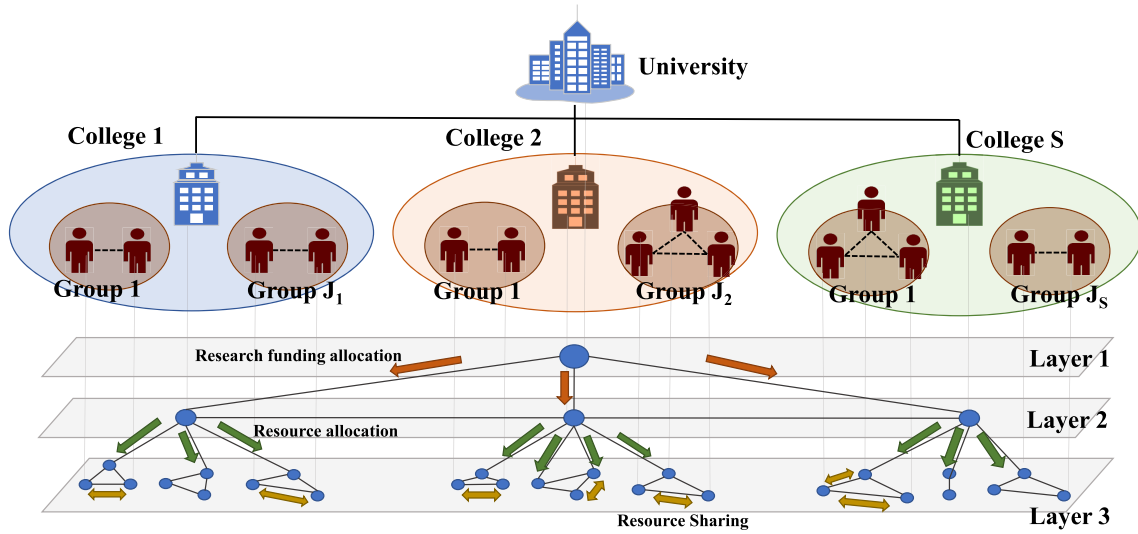 University
College 1
College 2
College S
Group 1
Group J₁
Group 1
Group J₂
Group 1
Group Jₛ
Research funding allocation
Layer 1
Resource allocation
Layer 2
Resource Sharing
Layer 3